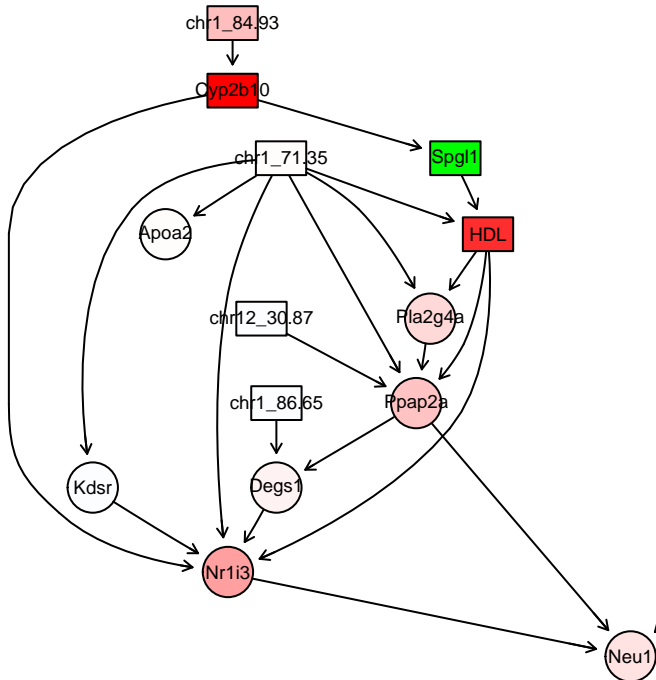 chr1_84.93
Cyp2b10
chr1_71.35
Spgl1
Apoa2
HDL
chr12_30.87
Pla2g4a
chr1_86.65
Ppap2a
Kdsr
Degs1
Nr1i3
Neu1